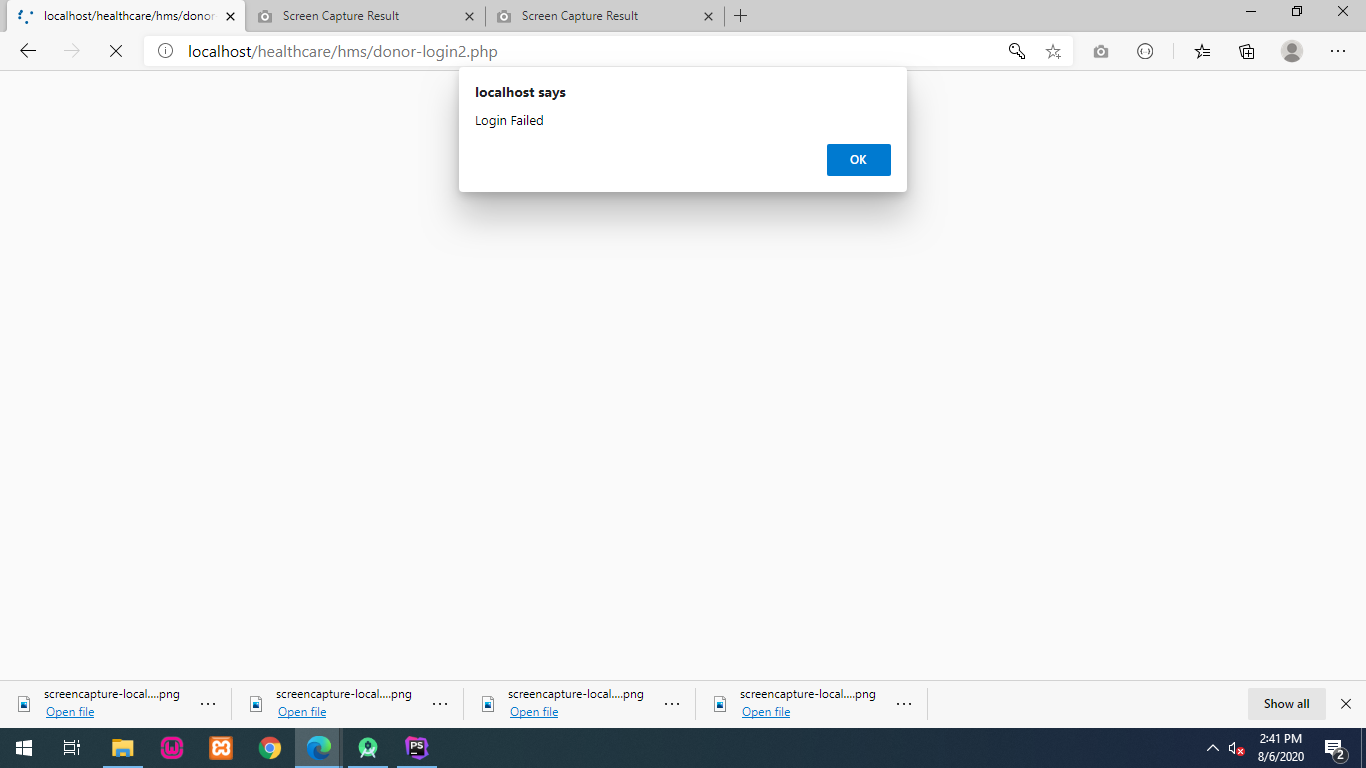 localhost/healthcare/hms/donor-
Screen Capture Result
Screen Capture Result
localhost/healthcare/hms/donor-login2.php
localhost says
Login Failed
OK
screencapture-local....png
Open file
screencapture-local....png
Open file
screencapture-local....png
Open file
screencapture-local....png
Open file
Show all
PS
2:41 PM
8/6/2020
2